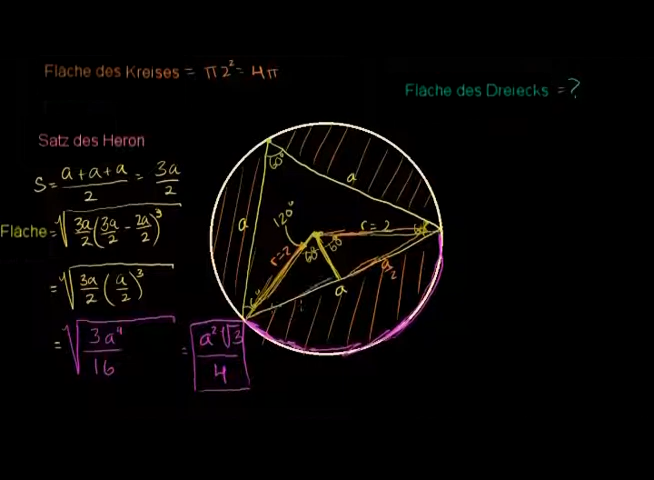 Fläche des Kreises = π2² = 4π
Fläche des Dreiecks = ?
Satz des Heron
S = (a+a+a)/2 = 3a/2
Fläche = √(3a/2 (3a/2 - 2a/2)³)
= √(3a/2 (a/2)³)
= √(3a⁴/16) = a²√3/4
60°
a
a
120°
r=2
r=2
60°
60°
a/2
a